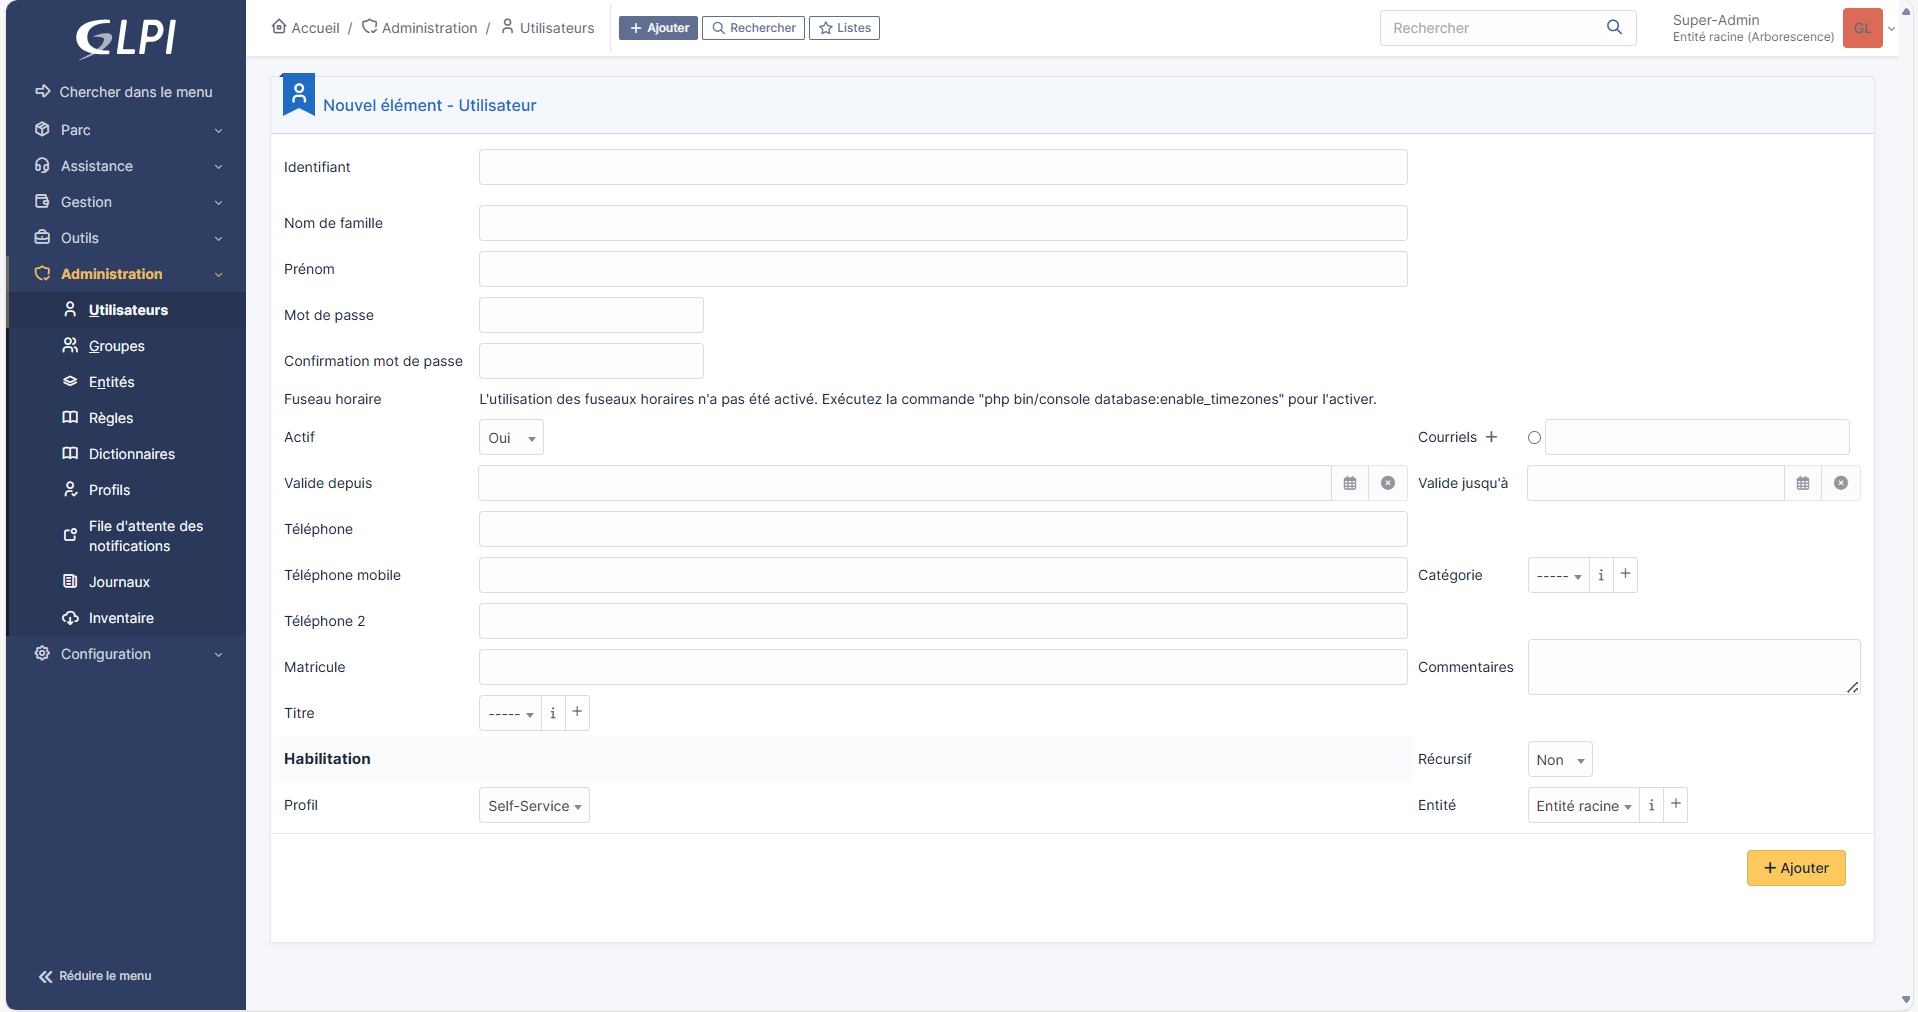 GLPI
Chercher dans le menu
Parc
Assistance
Gestion
Outils
Administration
Utilisateurs
Groupes
Entités
Règles
Dictionnaires
Profils
File d'attente des
notifications
Journaux
Inventaire
Configuration
Réduire le menu
Accueil / Administration / Utilisateurs
+ Ajouter
Rechercher
Listes
Rechercher
Super-Admin
Entité racine (Arborescence)
GL
Nouvel élément - Utilisateur
Identifiant
Nom de famille
Prénom
Mot de passe
Confirmation mot de passe
Fuseau horaire L'utilisation des fuseaux horaires n'a pas été activé. Exécutez la commande "php bin/console database:enable_timezones" pour l'activer.
Actif Oui Courriels +
Valide depuis Valide jusqu'à
Téléphone
Téléphone mobile Catégorie ----- i +
Téléphone 2
Matricule Commentaires
Titre ----- i +
Habilitation Récursif Non
Profil Self-Service Entité Entité racine i +
+ Ajouter